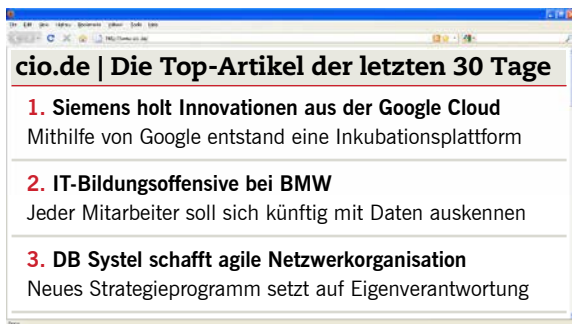 cio.de | Die Top-Artikel der letzten 30 Tage
1. Siemens holt Innovationen aus der Google Cloud
Mithilfe von Google entstand eine Inkubationsplattform
2. IT-Bildungsoffensive bei BMW
Jeder Mitarbeiter soll sich künftig mit Daten auskennen
3. DB Systel schafft agile Netzwerkorganisation
Neues Strategieprogramm setzt auf Eigenverantwortung